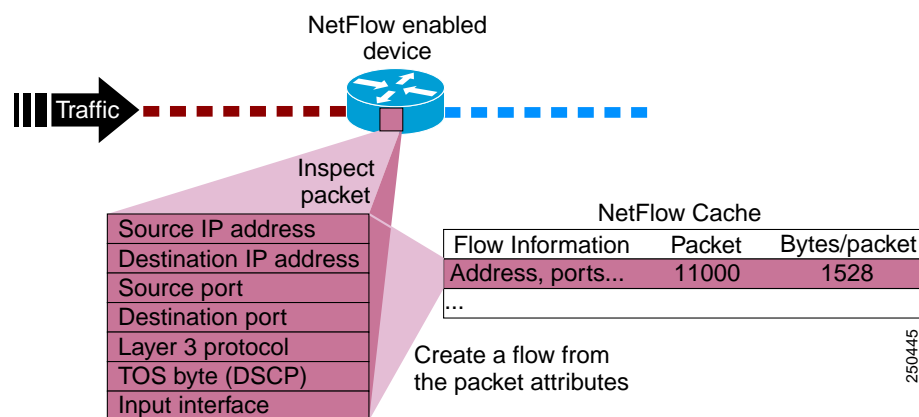 NetFlow enabled
device
Traffic
Inspect
packet
Source IP address
Destination IP address
Source port
Destination port
Layer 3 protocol
TOS byte (DSCP)
Input interface
NetFlow Cache
Flow Information Packet Bytes/packet
Address, ports... 11000 1528
...
Create a flow from
the packet attributes
250445